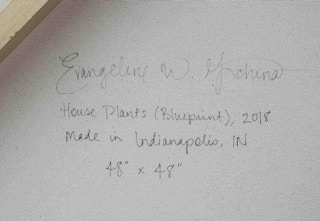 Evangeline W.
House Plants (Blueprint), 2018
Made in Indianapolis, IN
48" x 48"